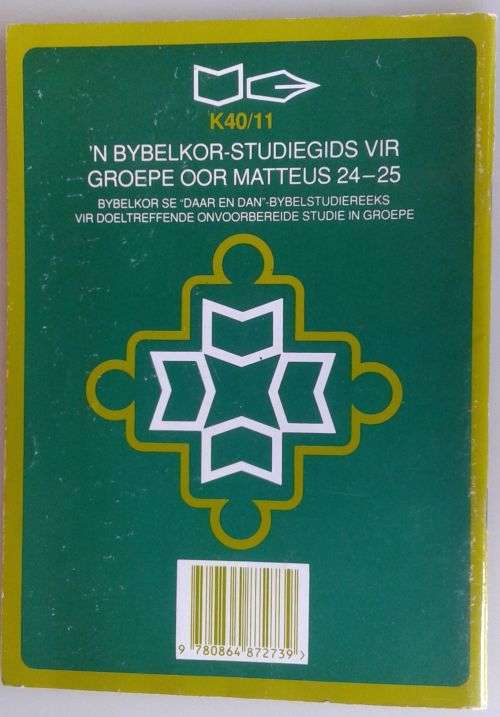 K40/11
'N BYBELKOR-STUDIEGIDS VIR
GROEPE OOR MATTEUS 24–25
BYBELKOR SE "DAAR EN DAN"-BYBELSTUDIEREEKS
VIR DOELTREFFENDE ONVOORBEREIDE STUDIE IN GROEPE
9 780864 872739 >